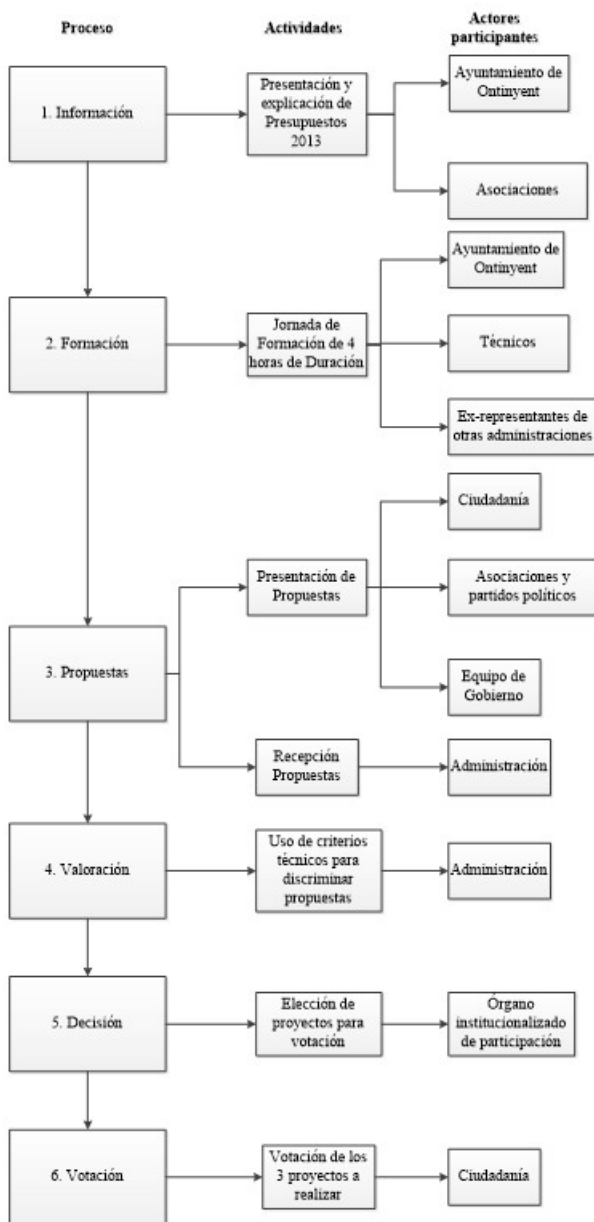 Proceso
Actividades
Actores
participantes
1. Información
Presentación y
explicación de
Presupuestos
2013
Ayuntamiento de
Ontinyent
Asociaciones
2. Formación
Jornada de
Formación de 4
horas de Duración
Ayuntamiento de
Ontinyent
Técnicos
Ex-representantes de
otras administraciones
3. Propuestas
Presentación de
Propuestas
Ciudadanía
Asociaciones y
partidos políticos
Equipo de
Gobierno
Recepción
Propuestas
Administración
4. Valoración
Uso de criterios
técnicos para
discriminar
propuestas
Administración
5. Decisión
Elección de
proyectos para
votación
Órgano
institucionalizado
de participación
6. Votación
Votación de los
3 proyectos a
realizar
Ciudadanía